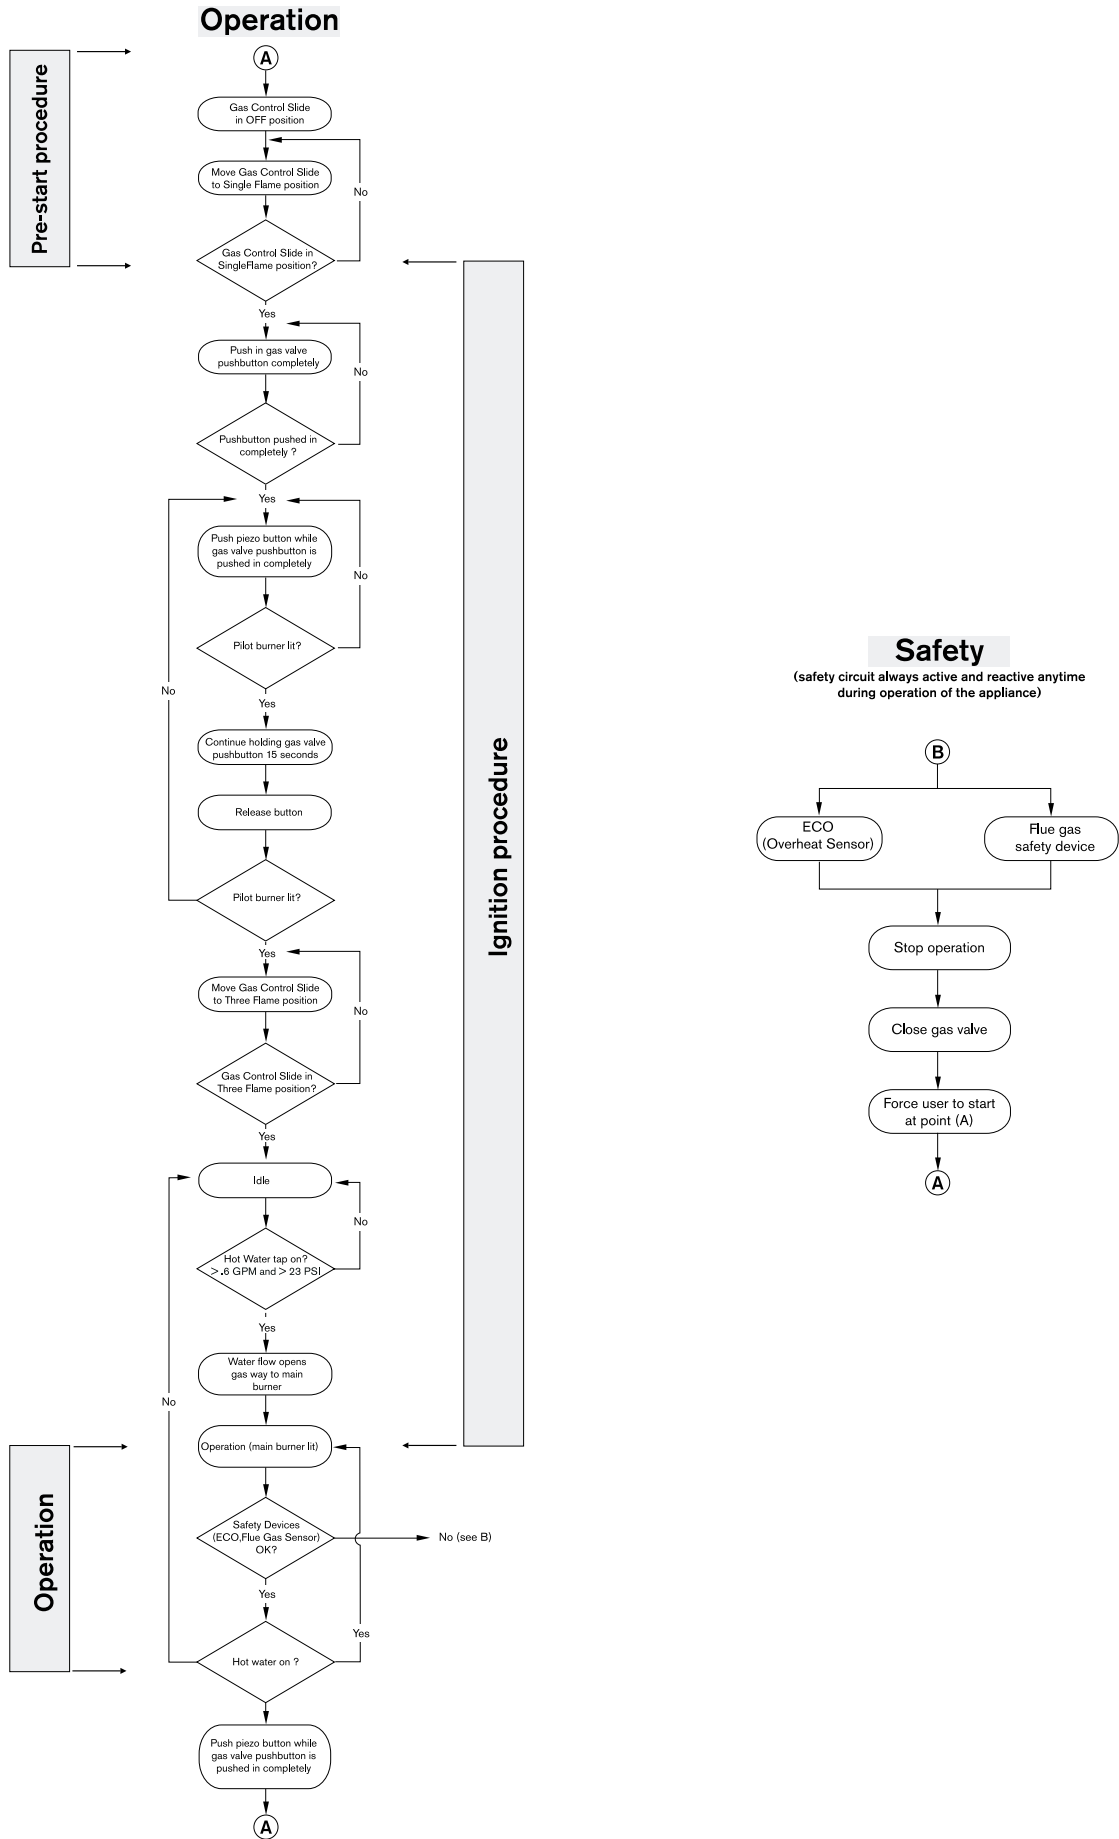 Operation
Pre-start procedure
A
Gas Control Slide
in OFF position
Move Gas Control Slide
to Single Flame position
No
Gas Control Slide in
SingleFlame position?
Yes
Push in gas valve
pushbutton completely
No
Pushbutton pushed in
completely ?
Yes
Push piezo button while
gas valve pushbutton is
pushed in completely
No
Pilot burner lit?
No
Yes
Continue holding gas valve
pushbutton 15 seconds
Release button
Pilot burner lit?
Yes
Move Gas Control Slide
to Three Flame position
No
Gas Control Slide in
Three Flame position?
Yes
Idle
No
Hot Water tap on?
>.6 GPM and > 23 PSI
Yes
Water flow opens
gas way to main
burner
No
Operation (main burner lit)
Safety Devices
(ECO,Flue Gas Sensor)
OK?
No (see B)
Yes
Yes
Hot water on ?
Push piezo button while
gas valve pushbutton is
pushed in completely
A
Operation
Ignition procedure
Safety
(safety circuit always active and reactive anytime
during operation of the appliance)
B
ECO
(Overheat Sensor)
Flue gas
safety device
Stop operation
Close gas valve
Force user to start
at point (A)
A